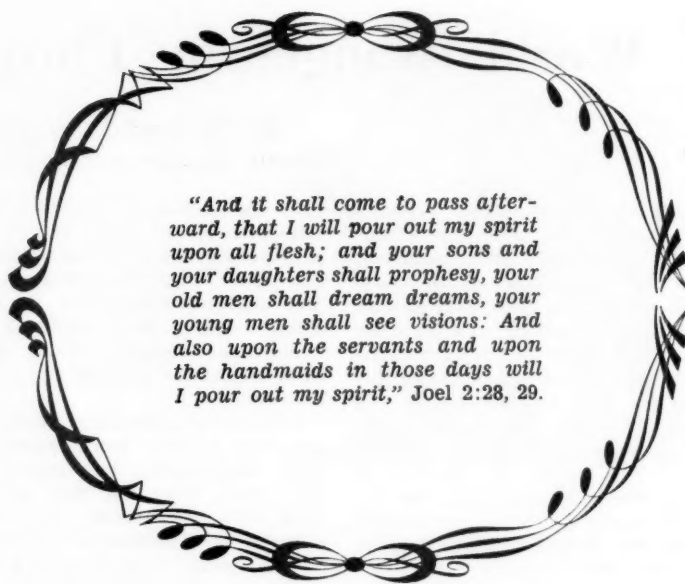 "And it shall come to pass after-
ward, that I will pour out my spirit
upon all flesh; and your sons and
your daughters shall prophesy, your
old men shall dream dreams, your
young men shall see visions: And
also upon the servants and upon
the handmaids in those days will
I pour out my spirit," Joel 2:28, 29.